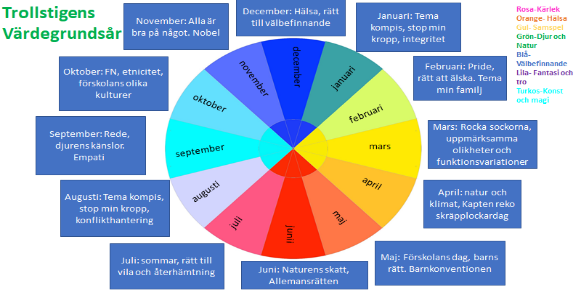 Trollstigens
Värdegrundsår
November: Alla är
bra på något. Nobel
December: Hälsa, rätt
till välbefinnande
Januari: Tema
kompis, stop min
kropp, integritet
Rosa-Kärlek
Orange- Hälsa
Gul- Samspel
Grön-Djur och
Natur
Blå-
Välbefinnande
Lila- Fantasi och
tro
Turkos- Konst
och magi
Oktober: FN, etnicitet,
förskolans olika
kulturer
Februari: Pride,
rätt att älska. Tema
min familj
September: Rede,
djurens känslor.
Empati
Mars: Rocka sockorna,
uppmärksamma
olikheter och
funktionsvariationer
Augusti: Tema kompis,
stop min kropp,
konflikthantering
April: natur och
klimat, Kapten reko
skräpplockardag
Juli: sommar, rätt till
vila och återhämtning
Juni: Naturens skatt,
Allemansrätten
Maj: Förskolans dag, barns
rätt. Barnkonventionen
december
januari
februari
mars
april
maj
junii
juli
augusti
september
oktober
november